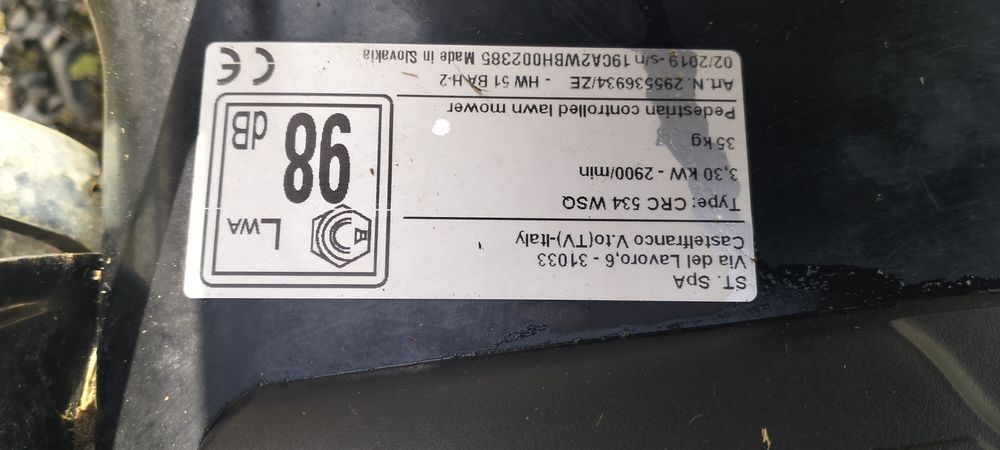 ST. SpA
Via del Lavoro,6 - 31033
Castelfranco V.to(TV)-Italy
Type: CRC 534 WSQ
3,30 kW - 2900/min
35 kg
Pedestrian controlled lawn mower
Art.N. 295536934/ZE - HW 51 BAH-2
02/2019-s/n 19CA2WBH002385 Made in Slovakia
LWA
98
dB
CE